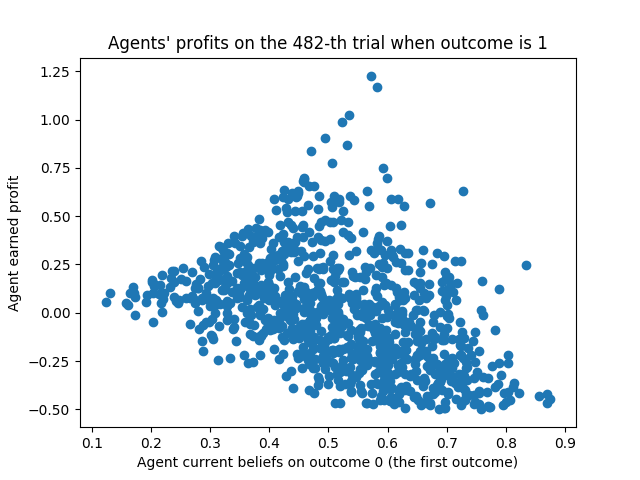 Agents' profits on the 482-th trial when outcome is 1
1.25
1.00
0.75
0.50
0.25
0.00
−0.25
−0.50
Agent earned profit
0.1 0.2 0.3 0.4 0.5 0.6 0.7 0.8 0.9
Agent current beliefs on outcome 0 (the first outcome)